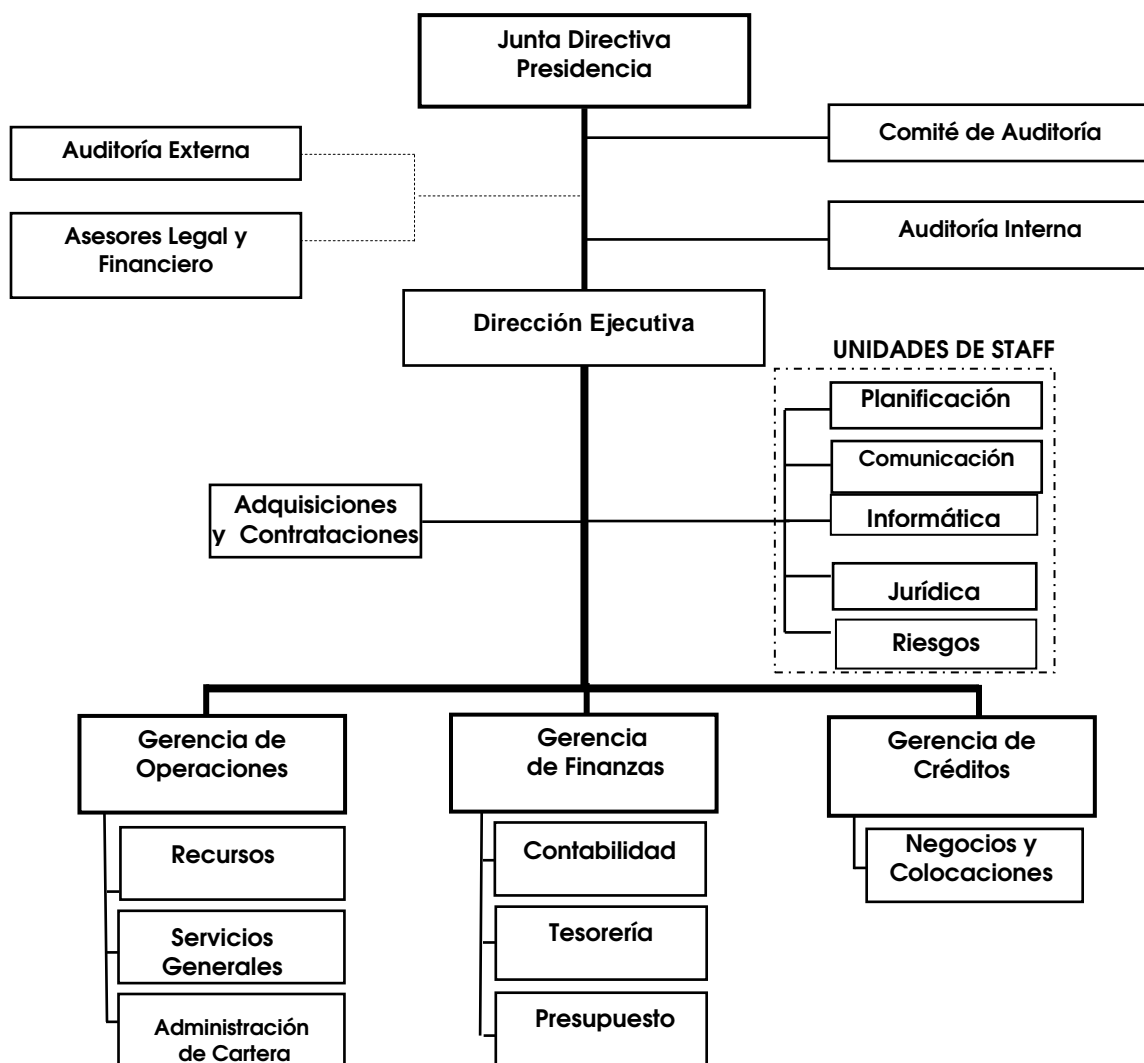 Junta Directiva
Presidencia
Auditoría Externa
Comité de Auditoría
Asesores Legal y
Financiero
Auditoría Interna
Dirección Ejecutiva
UNIDADES DE STAFF
Planificación
Comunicación
Informática
Jurídica
Riesgos
Adquisiciones
y Contrataciones
Gerencia de
Operaciones
Recursos
Servicios
Generales
Administración
de Cartera
Gerencia
de Finanzas
Contabilidad
Tesorería
Presupuesto
Gerencia de
Créditos
Negocios y
Colocaciones